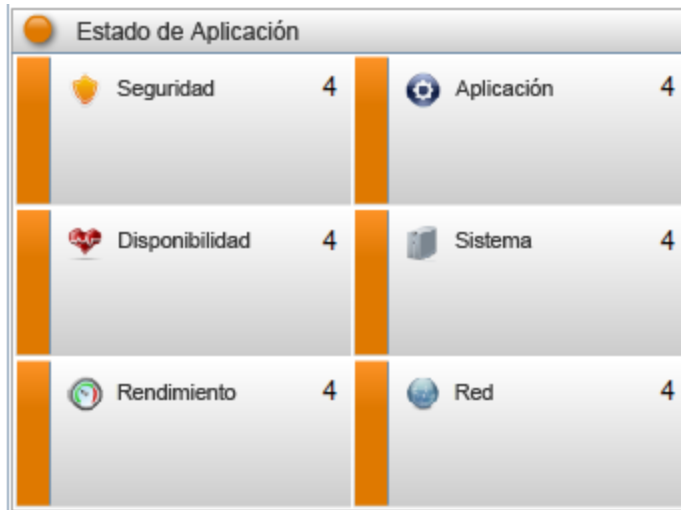 Estado de Aplicación
Seguridad 4 Aplicación 4
Disponibilidad 4 Sistema 4
Rendimiento 4 Red 4